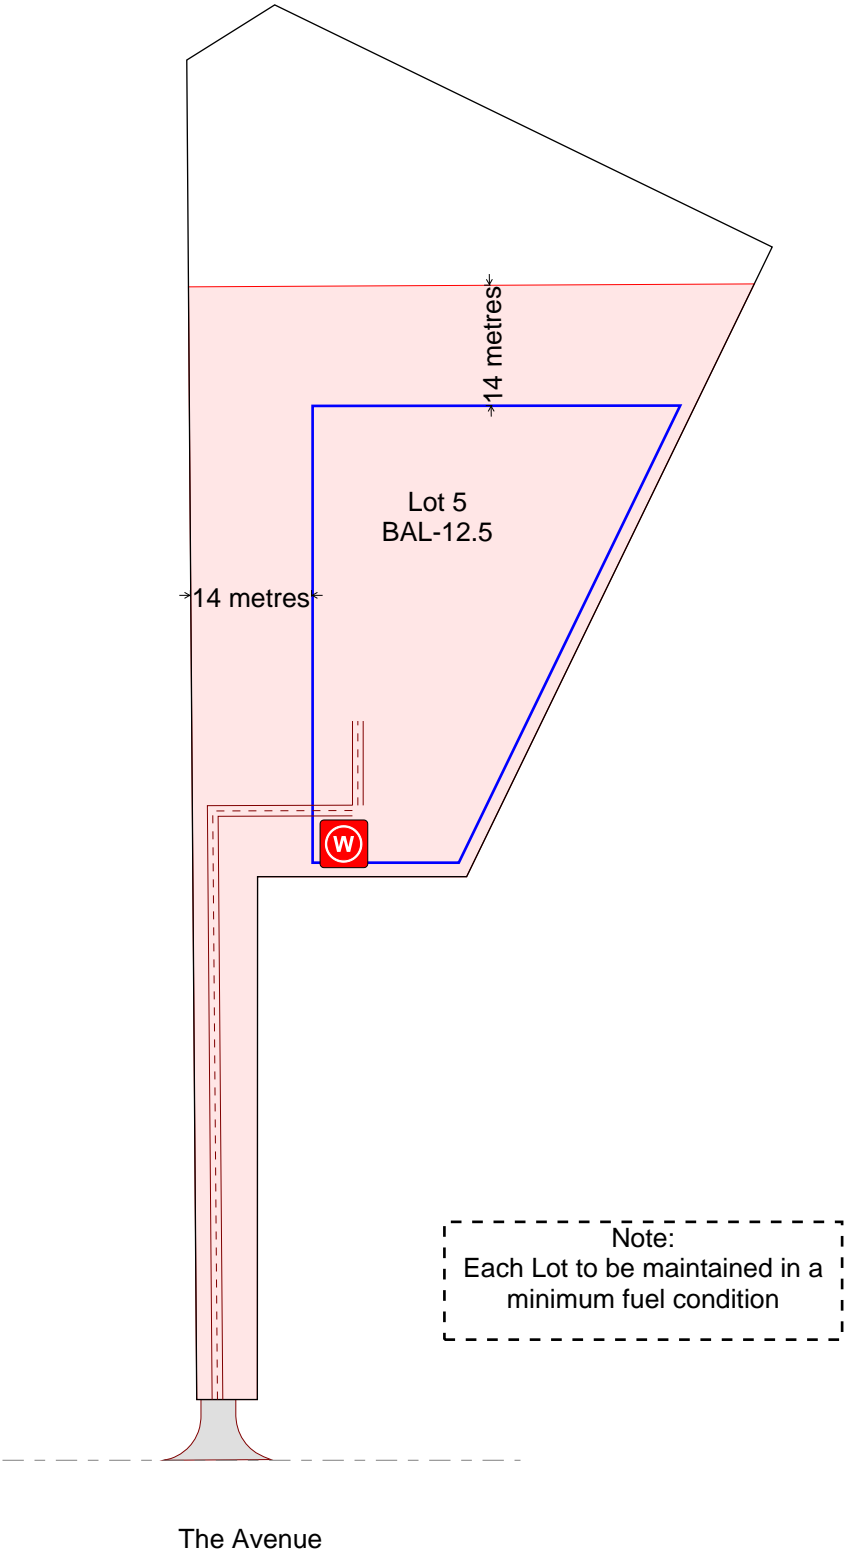 14 metres
Lot 5
BAL-12.5
14 metres
W
Note:
Each Lot to be maintained in a
minimum fuel condition
The Avenue